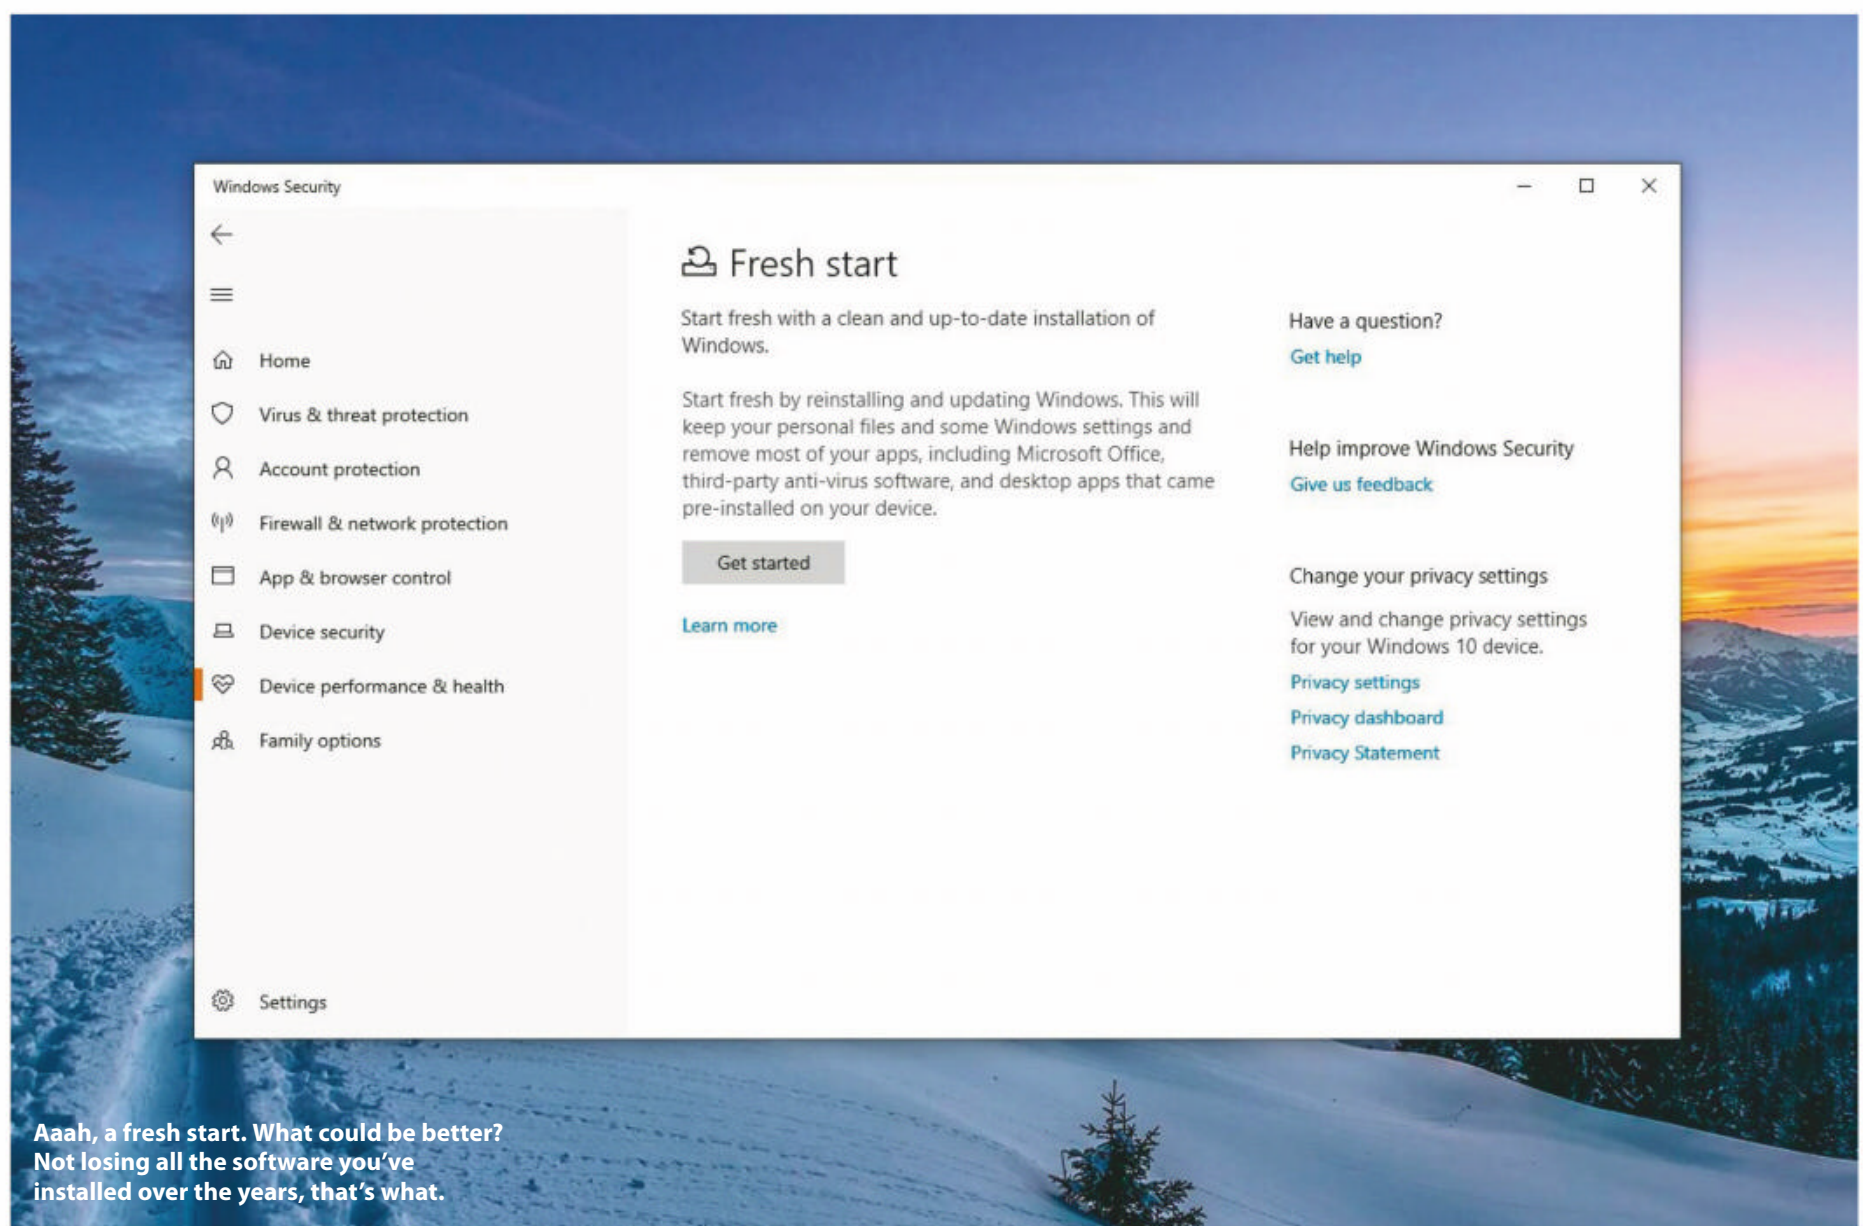 Windows Security
Home
Virus & threat protection
Account protection
Firewall & network protection
App & browser control
Device security
Device performance & health
Family options
Settings
Fresh start
Start fresh with a clean and up-to-date installation of
Windows.
Start fresh by reinstalling and updating Windows. This will
keep your personal files and some Windows settings and
remove most of your apps, including Microsoft Office,
third-party anti-virus software, and desktop apps that came
pre-installed on your device.
Get started
Learn more
Have a question?
Get help
Help improve Windows Security
Give us feedback
Change your privacy settings
View and change privacy settings
for your Windows 10 device.
Privacy settings
Privacy dashboard
Privacy Statement
Aaah, a fresh start. What could be better?
Not losing all the software you’ve
installed over the years, that’s what.